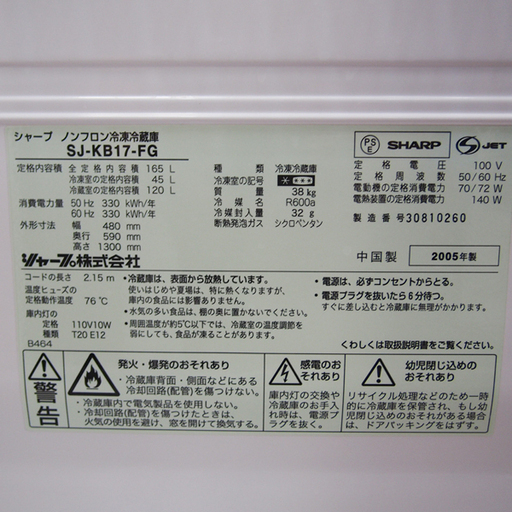 シャープ ノンフロン冷凍冷蔵庫
SJ-KB17-FG
PS E SHARP S JET
定格内容積 全定格内容積 165 L
冷凍室の定格内容積 45 L
冷蔵室の定格内容積 120 L
消費電力量 50 Hz 330 kWh/年
60 Hz 330 kWh/年
外形寸法 幅 480 mm
奥行 590 mm
高さ 1300 mm
シャープ株式会社
種類 冷凍冷蔵庫
冷凍室の記号
質量 38 kg
冷媒名 R600a
冷媒封入量 32 g
断熱発泡ガス シクロペンタン
定格電圧 100 V
定格周波数 50/60 Hz
電動機の定格消費電力 70/72 W
電熱装置の定格消費電力 140 W
製造番号 30810260
中国製 2005年製
コードの長さ 2.15 m
温度ヒューズの
定格動作温度 76℃
庫内灯の
定格 110V10W
種類 T20 E12
B464
●冷蔵庫は、表面から放熱しています。
使いはじめや夏場は、特に熱くなりますが、
庫内の食品には影響ありません。
●水気の多い食品は、棚の奥に置かないでください。
●周囲温度が約5℃以下では、冷蔵室の温度調節を
弱にしても、食品が凍ることがあります。
●電源は、必ずコンセントからとる。
●電源プラグを抜いたら6分待つ。
すぐに差し込むと冷蔵庫に無理がかかります。
くわしくは取扱説明書をご覧ください。
警告
発火・爆発のおそれあり
●冷蔵庫背面・側面などにある
冷却回路(配管)を傷つけない。
●冷蔵庫内で電気製品を使用しない。
●冷却回路(配管)を傷つけたときは、
火気の使用を避け、窓を開けて換気する。
感電のおそれあり
庫内灯の交換や
冷蔵庫のお手入
れ時は、電源プ
ラグを抜く。
幼児閉じ込めの
おそれあり
リサイクル処理などのため一時
的に冷蔵庫を保管され、もし幼
児閉じ込めが懸念されるとき
は、ドアパッキングをはずす。